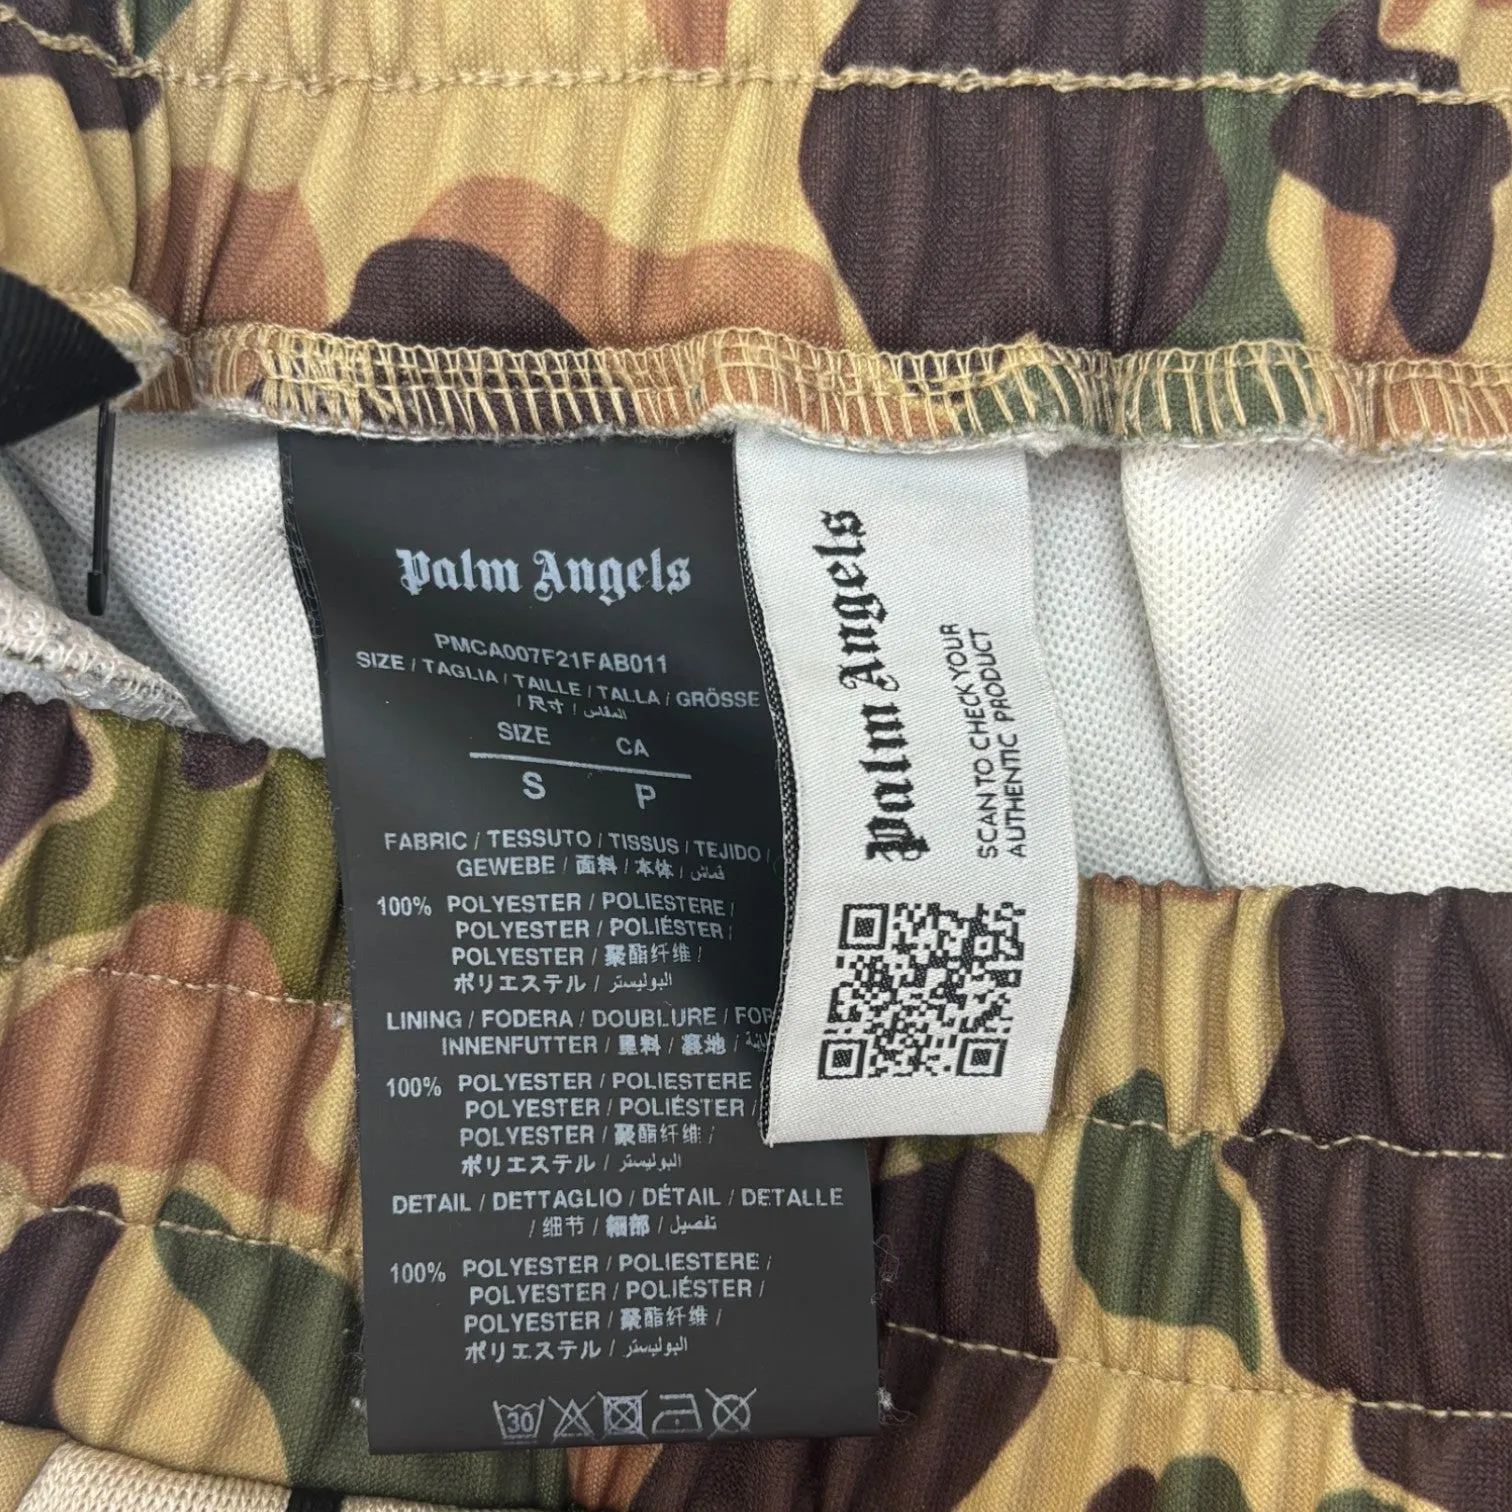 Palm Angels
PMCA007F21FAB011
SIZE / TAGLIA / TAILLE / TALLA / GRÖSSE
/ 尺寸 / المقاس
SIZE CA
S P
FABRIC / TESSUTO / TISSUS / TEJIDO /
GEWEBE / 面料 / 本体 / قماش
100% POLYESTER / POLIESTERE /
POLYESTER / POLIÉSTER /
POLYESTER / 聚酯纤维 /
ポリエステル / البوليستر
LINING / FODERA / DOUBLURE /
INNENFUTTER / 里料 / 裏地 /
100% POLYESTER / POLIESTERE
POLYESTER / POLIÉSTER /
POLYESTER / 聚酯纤维 /
ポリエステル / البوليستر
DETAIL / DETTAGLIO / DÉTAIL / DETALLE
/ 细节 / 細部 / تفصيل
100% POLYESTER / POLIESTERE /
POLYESTER / POLIÉSTER /
POLYESTER / 聚酯纤维 /
ポリエステル / البوليستر
30
Palm Angels
SCAN TO CHECK YOUR
AUTHENTIC PRODUCT